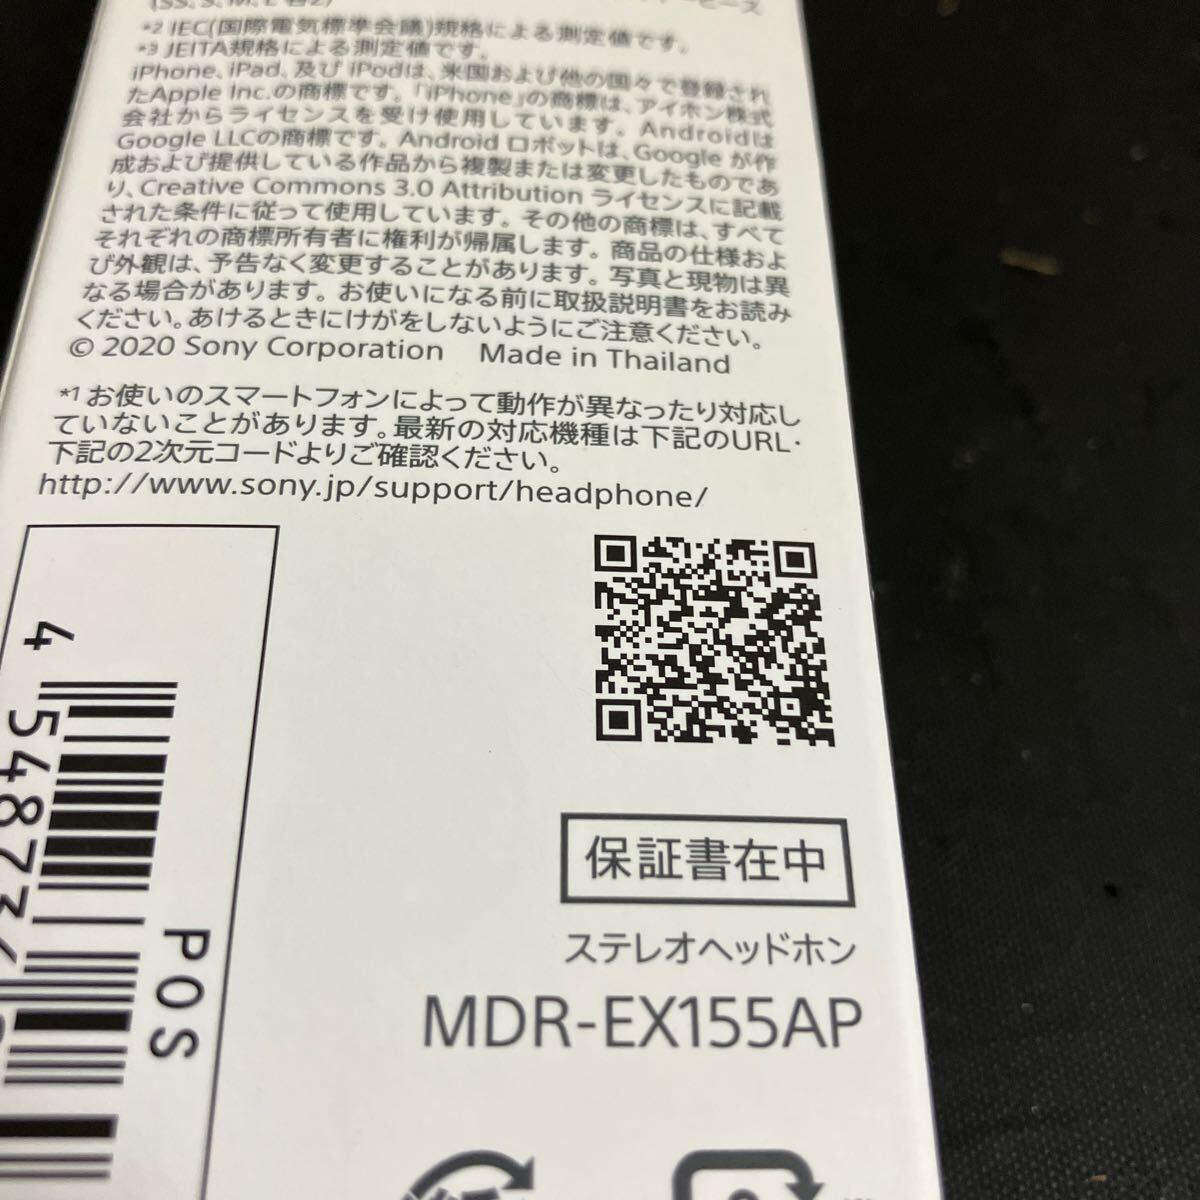 (SS, S, M, L 各2)
*2 IEC(国際電気標準会議)規格による測定値です。
*3 JEITA規格による測定値です。
iPhone、iPad、及び iPodは、米国および他の国々で登録され
たApple Inc.の商標です。「iPhone」の商標は、アイホン株式
会社からライセンスを受け使用しています。Androidは
Google LLCの商標です。Android ロボットは、Google が作
成および提供している作品から複製または変更したものであ
り、Creative Commons 3.0 Attribution ライセンスに記載
された条件に従って使用しています。その他の商標は、すべて
それぞれの商標所有者に権利が帰属します。商品の仕様およ
び外観は、予告なく変更することがあります。写真と現物は異
なる場合があります。お使いになる前に取扱説明書をお読み
ください。あけるときにけがをしないようにご注意ください。
© 2020 Sony Corporation Made in Thailand
*1 お使いのスマートフォンによって動作が異なったり対応し
ていないことがあります。最新の対応機種は下記のURL・
下記の2次元コードよりご確認ください。
http://www.sony.jp/support/headphone/
4 54873
POS
保証書在中
ステレオヘッドホン
MDR-EX155AP